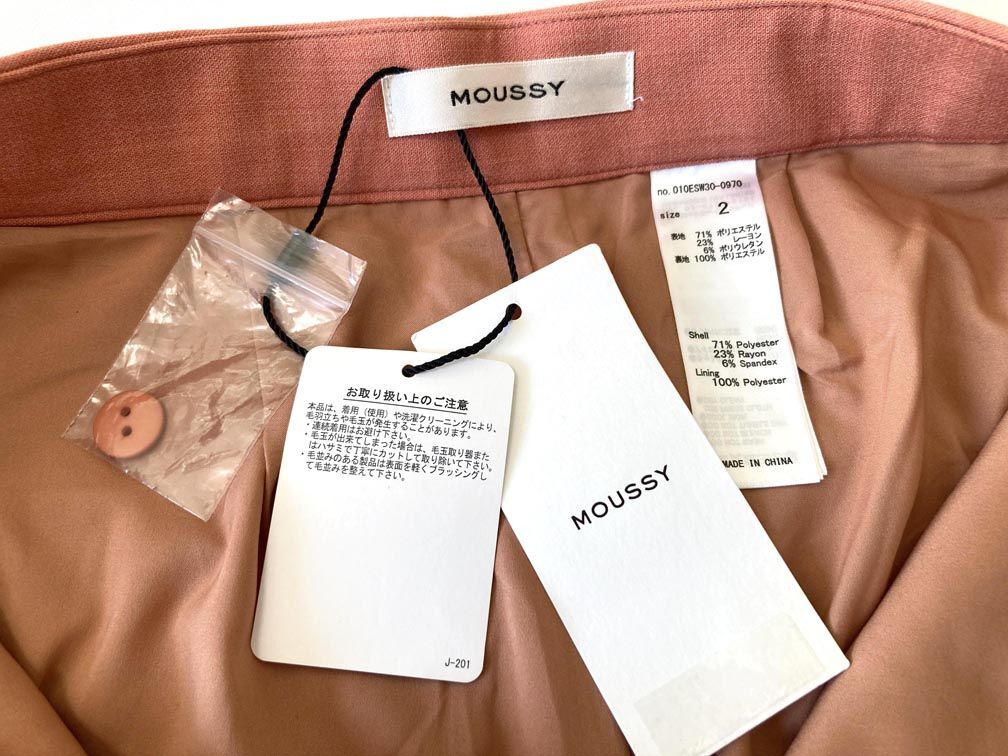 MOUSSY
no. 010ESW30-0970
size 2
表地 71% ポリエステル
23% レーヨン
6% ポリウレタン
裏地 100% ポリエステル
Shell
71% Polyester
23% Rayon
6% Spandex
Lining
100% Polyester
MADE IN CHINA
お取り扱い上のご注意
本品は、着用(使用)や洗濯クリーニングにより、
毛羽立ちや毛玉が発生することがあります。
・連続着用はお避け下さい。
・毛玉が出来てしまった場合は、毛玉取り器また
はハサミで丁寧にカットして取り除いて下さい。
・毛並みのある製品は表面を軽くブラッシングし
て毛並みを整えて下さい。
J-201
MOUSSY